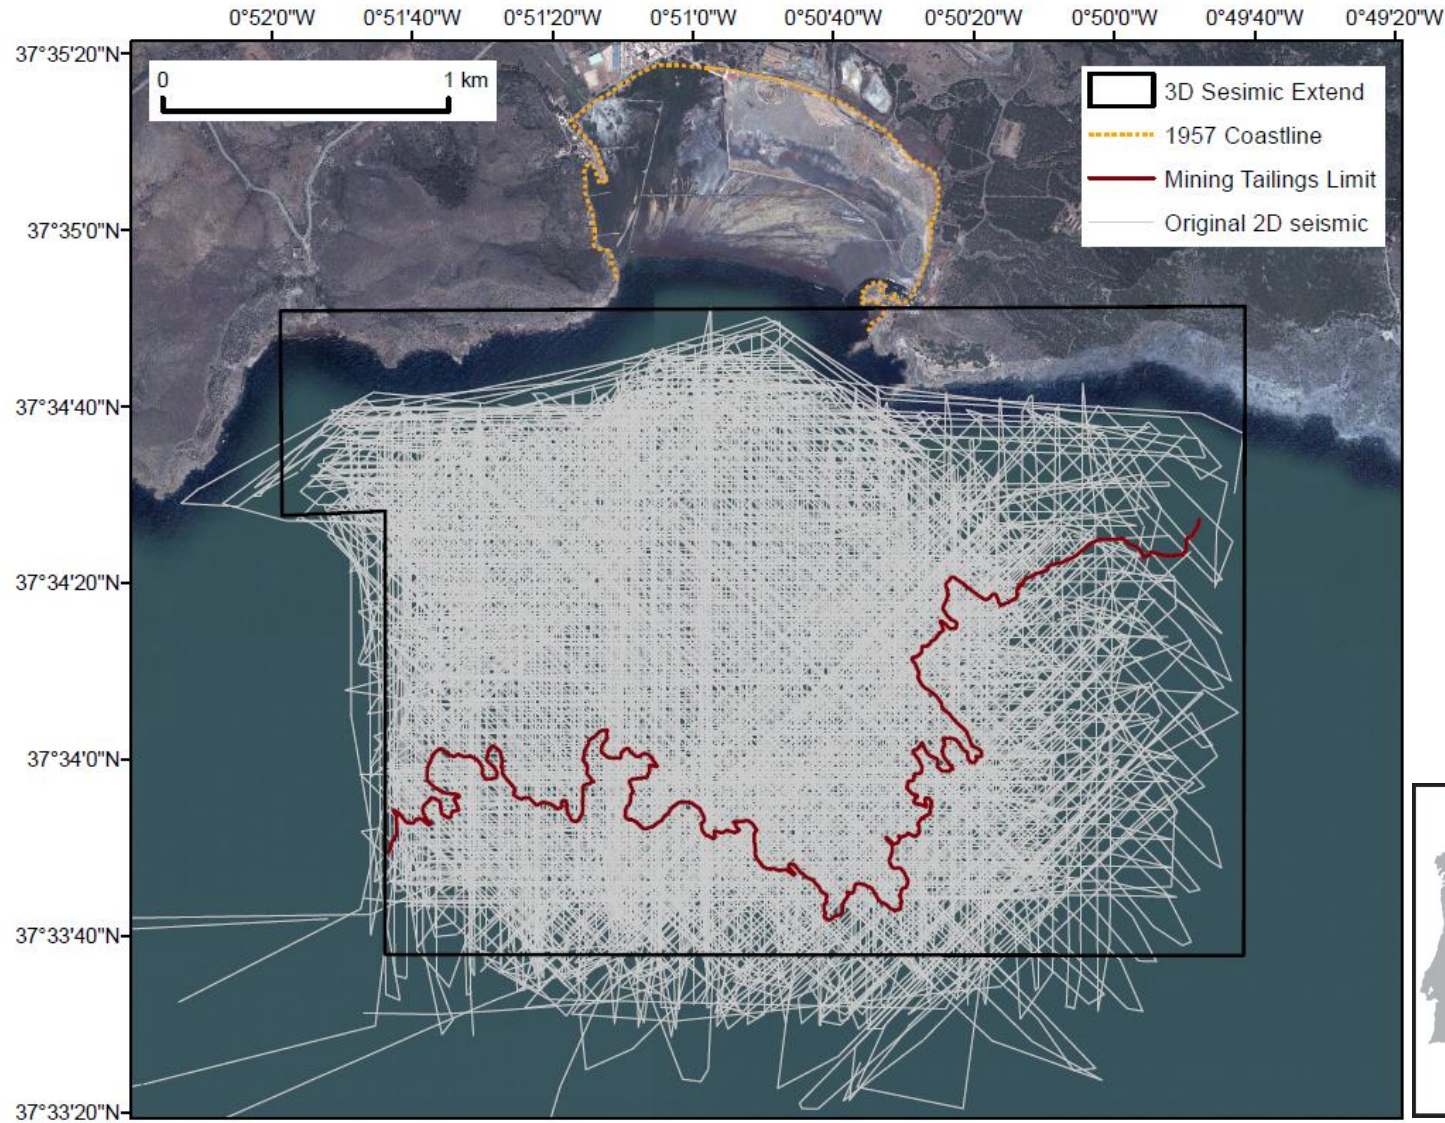 0°52'0"W 0°51'40"W 0°51'20"W 0°51'0"W 0°50'40"W 0°50'20"W 0°50'0"W 0°49'40"W 0°49'20"W
37°35'20"N
0 1 km
3D Sesimic Extend
1957 Coastline
Mining Tailings Limit
Original 2D seismic
37°35'0"N
37°34'40"N
37°34'20"N
37°34'0"N
37°33'40"N
37°33'20"N